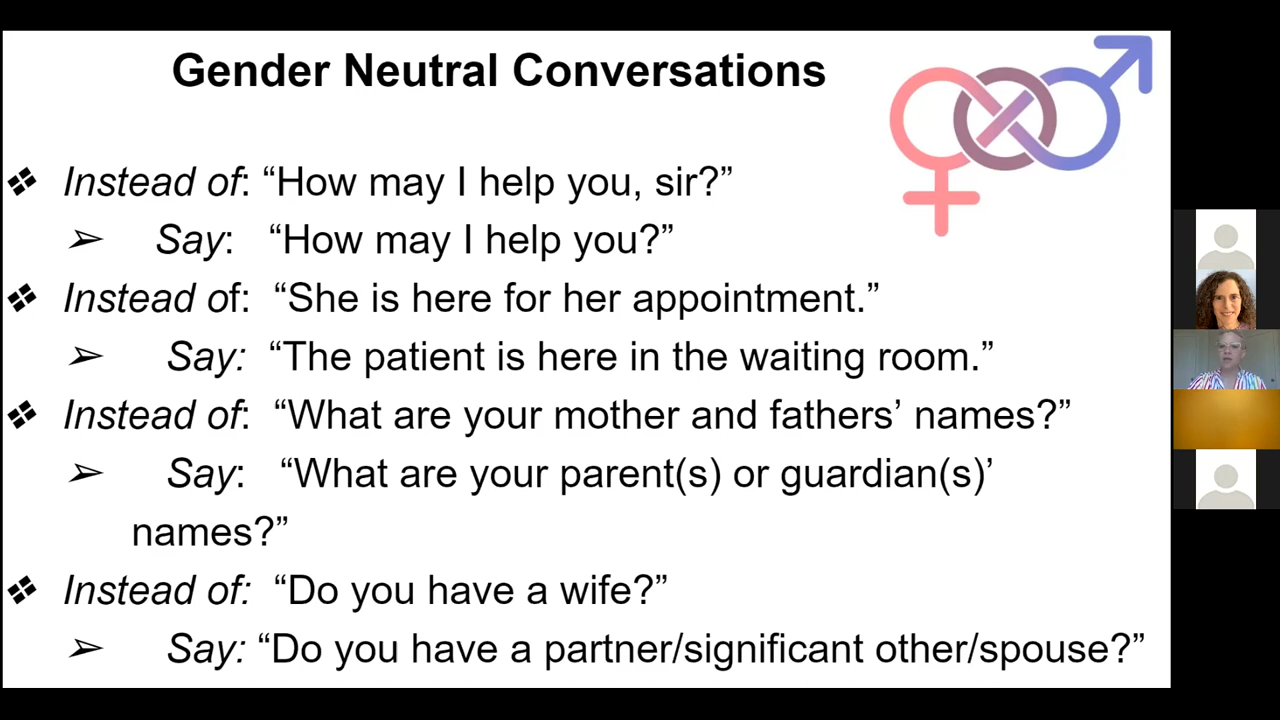 Gender Neutral Conversations
❖ Instead of: “How may I help you, sir?”
➢ Say: “How may I help you?”
❖ Instead of: “She is here for her appointment.”
➢ Say: “The patient is here in the waiting room.”
❖ Instead of: “What are your mother and fathers’ names?”
➢ Say: “What are your parent(s) or guardian(s)’
names?”
❖ Instead of: “Do you have a wife?”
➢ Say: “Do you have a partner/significant other/spouse?”